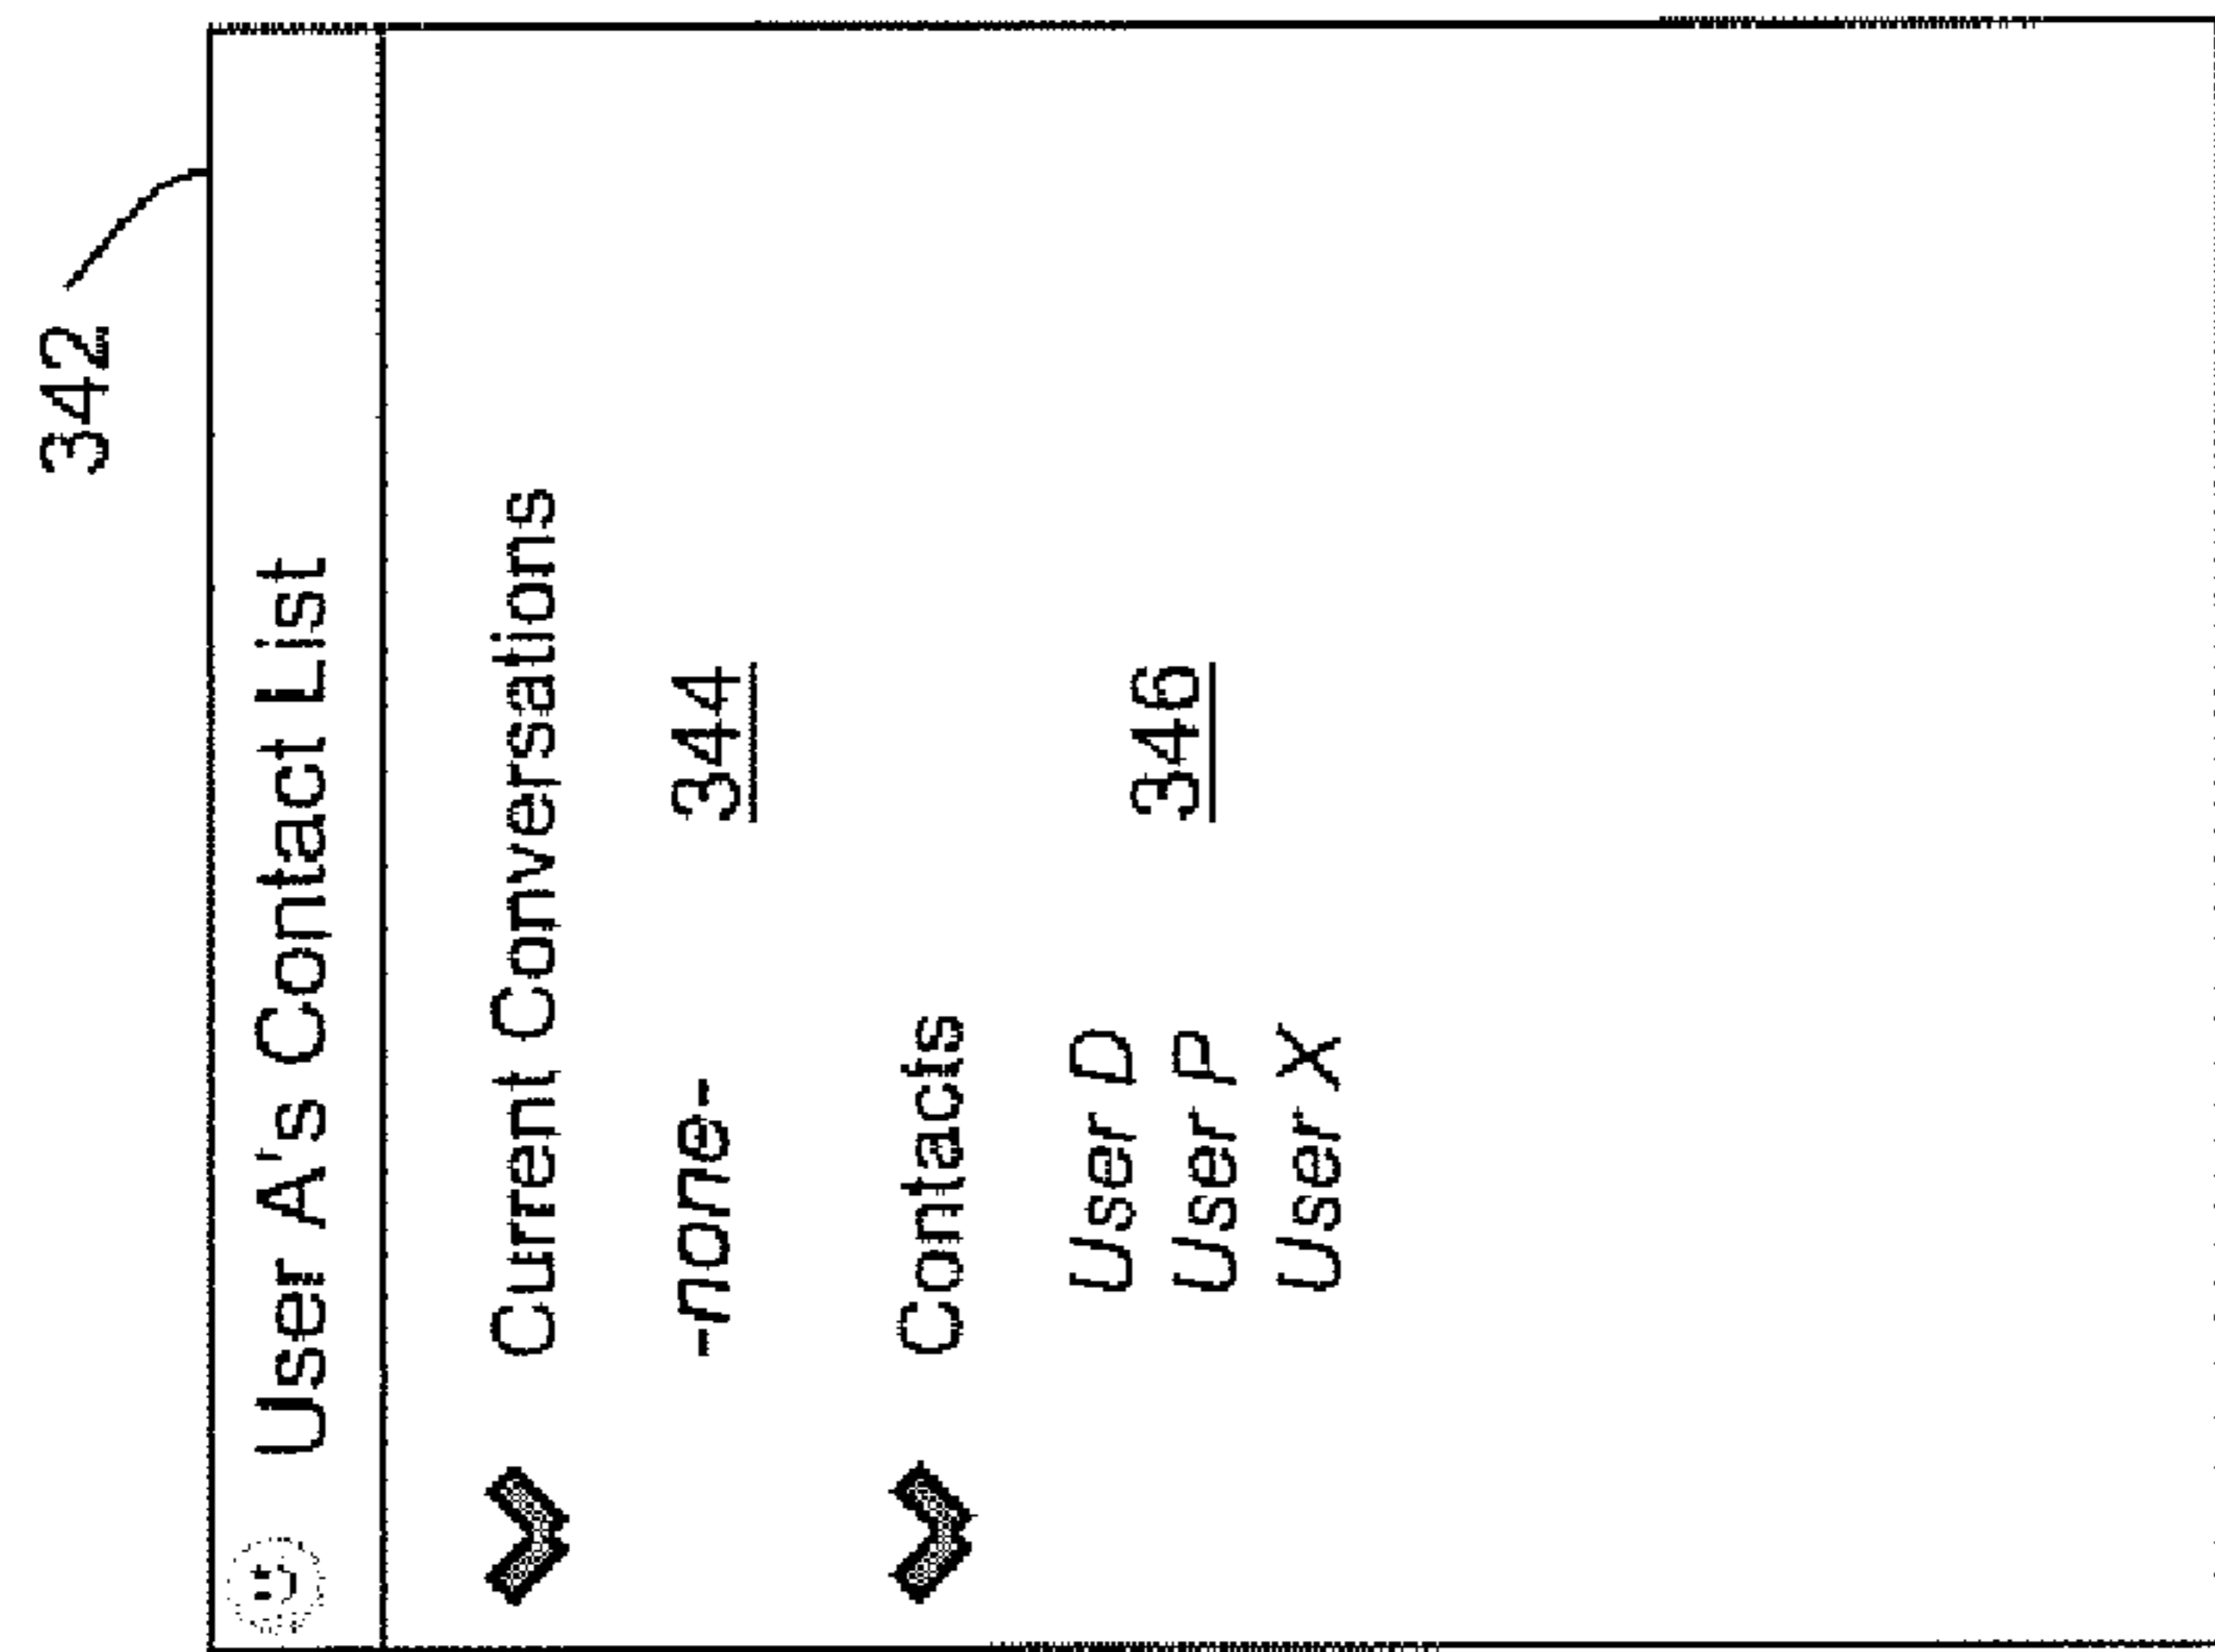 342
User A's Contact List
Current Conversations
-none-
344
Contacts
User D
346
User P
User X